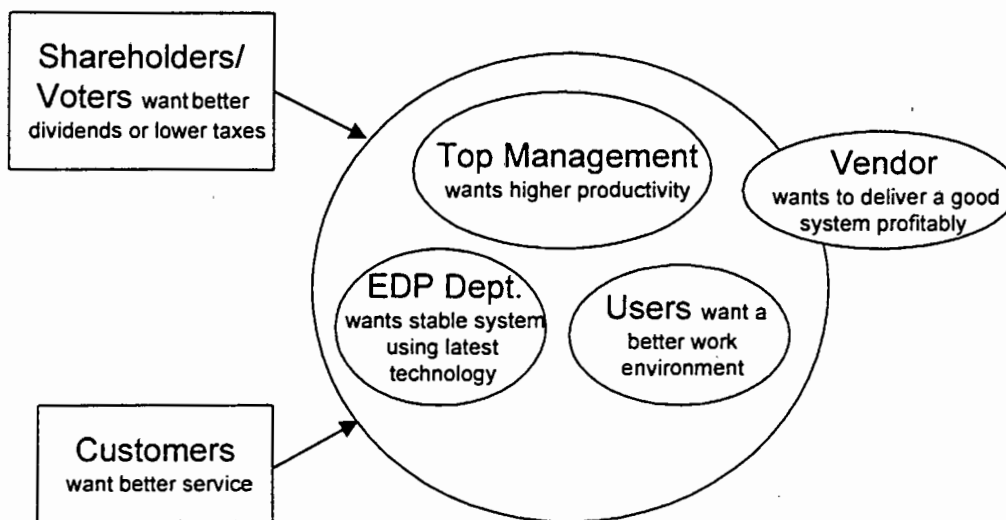 Shareholders/
Voters want better
dividends or lower taxes
Top Management
wants higher productivity
Vendor
wants to deliver a good
system profitably
EDP Dept.
wants stable system
using latest
technology
Users want a
better work
environment
Customers
want better service